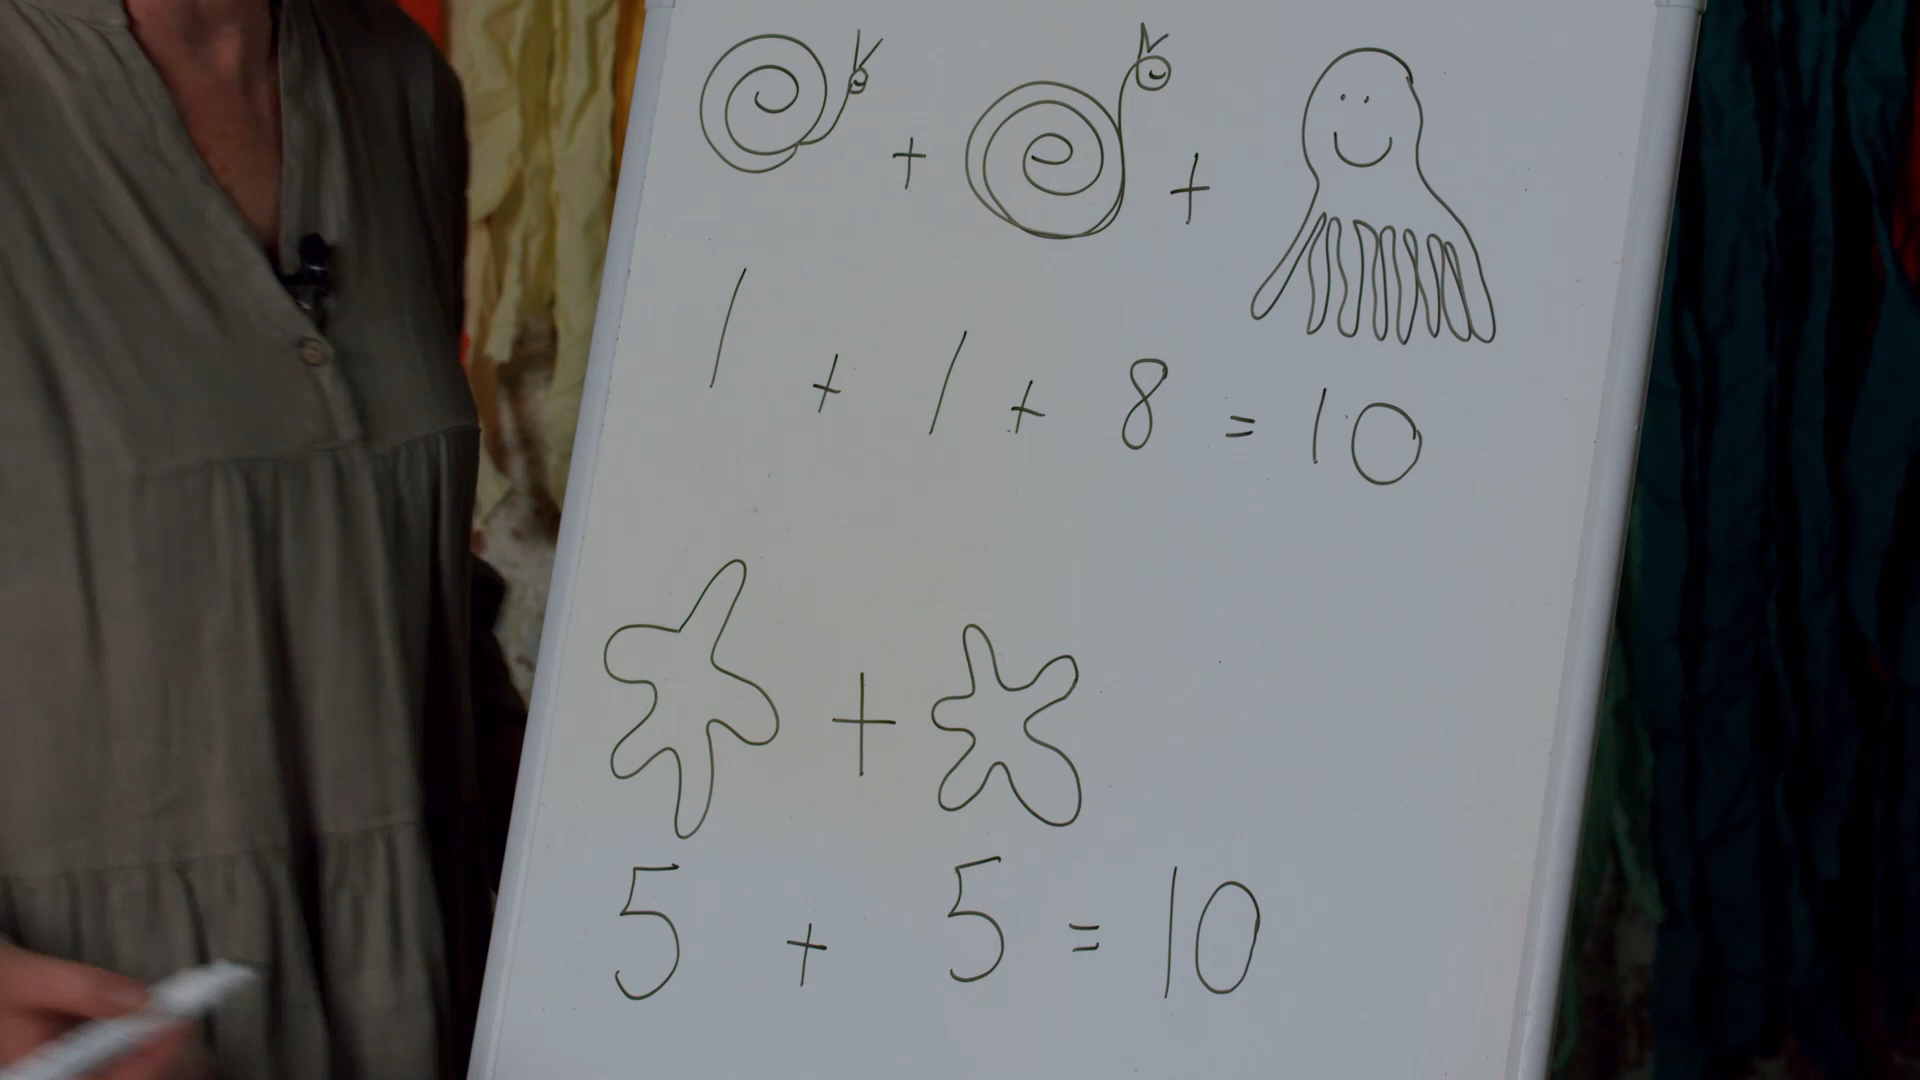 + +
1 + 1 + 8 = 10
+
5 + 5 = 10